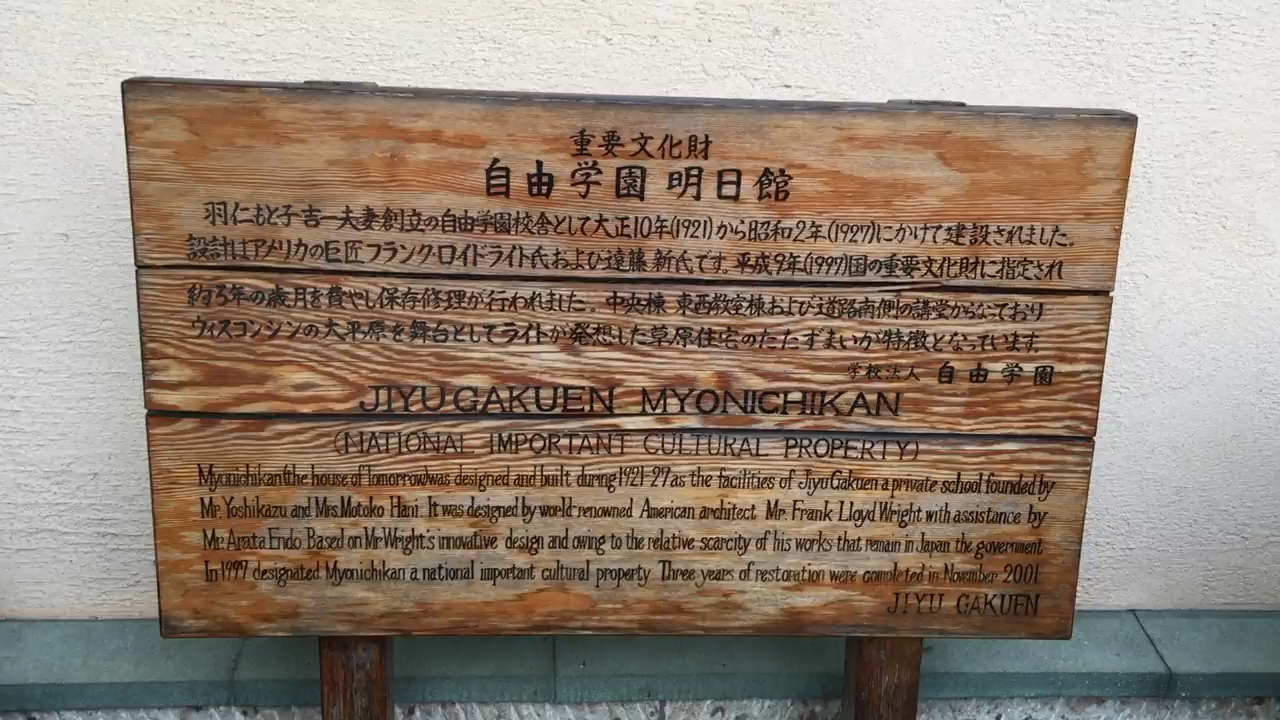 重要文化財
自由学園 明日館
羽仁もと子 吉一夫妻創立の自由学園校舎として大正10年(1921)から昭和2年(1927)にかけて建設されました。
設計はアメリカの巨匠フランク・ロイド・ライト氏および遠藤 新氏です。平成9年(1997)国の重要文化財に指定され
約3年の歳月を費やし保存修理が行われました。中央棟 東西教室棟および道路南側の講堂からなっており
ウィスコンシンの大平原を舞台としてライトが発想した草原住宅のたたずまいが特徴となっています。
学校法人 自由学園
JIYU GAKUEN MYONICHIKAN
(NATIONAL IMPORTANT CULTURAL PROPERTY)
Myonichikan(the house of Tomorrow)was designed and built during 1921-27 as the facilities of Jiyu Gakuen a private school founded by
Mr. Yoshikazu and Mrs. Motoko Hani. It was designed by world-renowned American architect Mr. Frank Lloyd Wright with assistance by
Mr. Arata Endo Based on Mr Wright's innovative design and owing to the relative scarcity of his works that remain in Japan, the government
In 1997 designated Myonichikan a national important cultural property Three years of restoration were completed in November 2001
JIYU GAKUEN